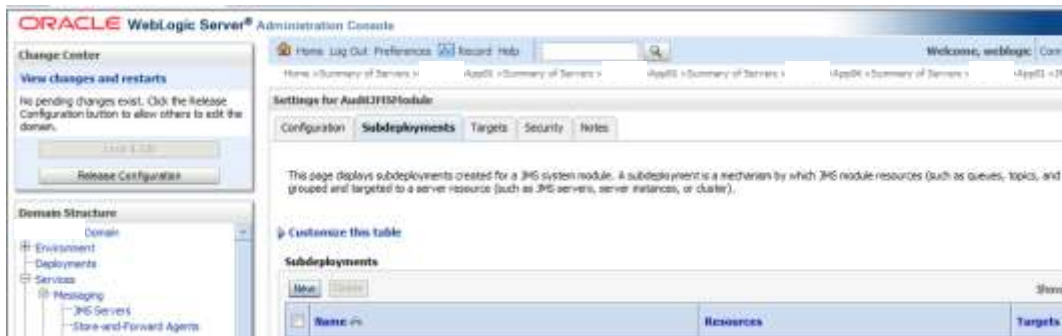 ORACLE WebLogic Server® Administration Console
Change Center
View changes and restarts
No pending changes exist. Click the Release
Configuration button to allow others to edit the
domain.
Lock & Edit
Release Configuration
Domain Structure
Domain
Environment
Deployments
Services
Messaging
JMS Servers
Store-and-Forward Agents
Home Log Out Preferences Record Help
Welcome, weblogic
Home >Summary of Servers > App01 >Summary of Servers > App01 >Summary of Servers > App04 >Summary of Servers > App01
Settings for AuditJMSModule
Configuration Subdeployments Targets Security Notes
This page displays subdeployments created for a JMS system module. A subdeployment is a mechanism by which JMS module resources (such as queues, topics, and
grouped and targeted to a server resource (such as JMS servers, server instances, or cluster).
Customize this table
Subdeployments
New Delete
Name Resources Targets